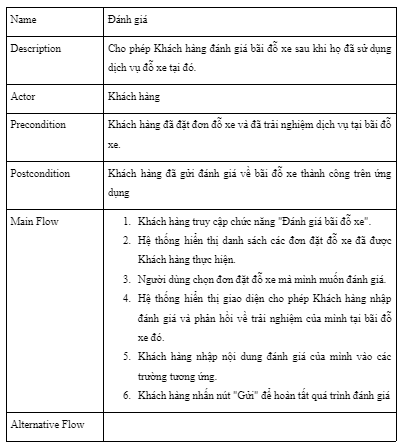 Name Đánh giá
Description Cho phép Khách hàng đánh giá bãi đỗ xe sau khi họ đã sử dụng
dịch vụ đỗ xe tại đó.
Actor Khách hàng
Precondition Khách hàng đã đặt đơn đỗ xe và đã trải nghiệm dịch vụ tại bãi đỗ
xe.
Postcondition Khách hàng đã gửi đánh giá về bãi đỗ xe thành công trên ứng
dụng
Main Flow 1. Khách hàng truy cập chức năng "Đánh giá bãi đỗ xe".
2. Hệ thống hiển thị danh sách các đơn đặt đỗ xe đã được
Khách hàng thực hiện.
3. Người dùng chọn đơn đặt đỗ xe mà mình muốn đánh giá.
4. Hệ thống hiển thị giao diện cho phép Khách hàng nhập
đánh giá và phản hồi về trải nghiệm của mình tại bãi đỗ
xe đó.
5. Khách hàng nhập nội dung đánh giá của mình vào các
trường tương ứng.
6. Khách hàng nhấn nút "Gửi" để hoàn tất quá trình đánh giá
Alternative Flow